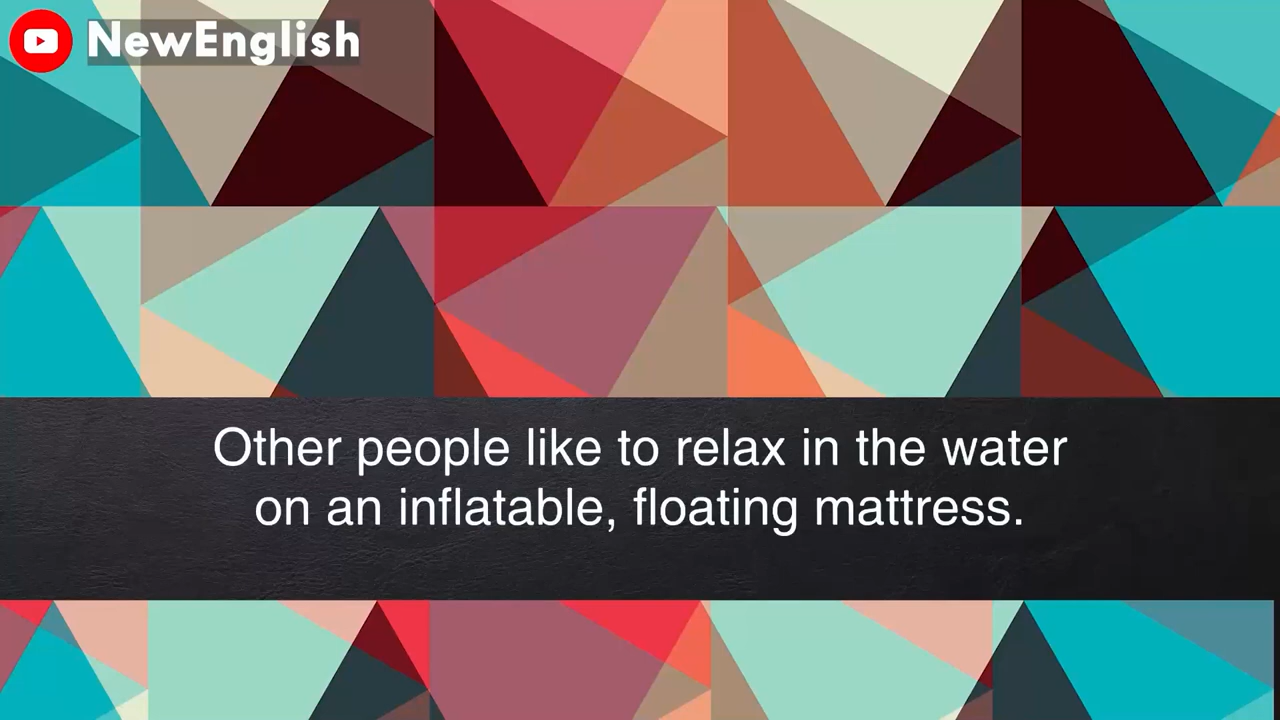 NewEnglish
Other people like to relax in the water
on an inflatable, floating mattress.